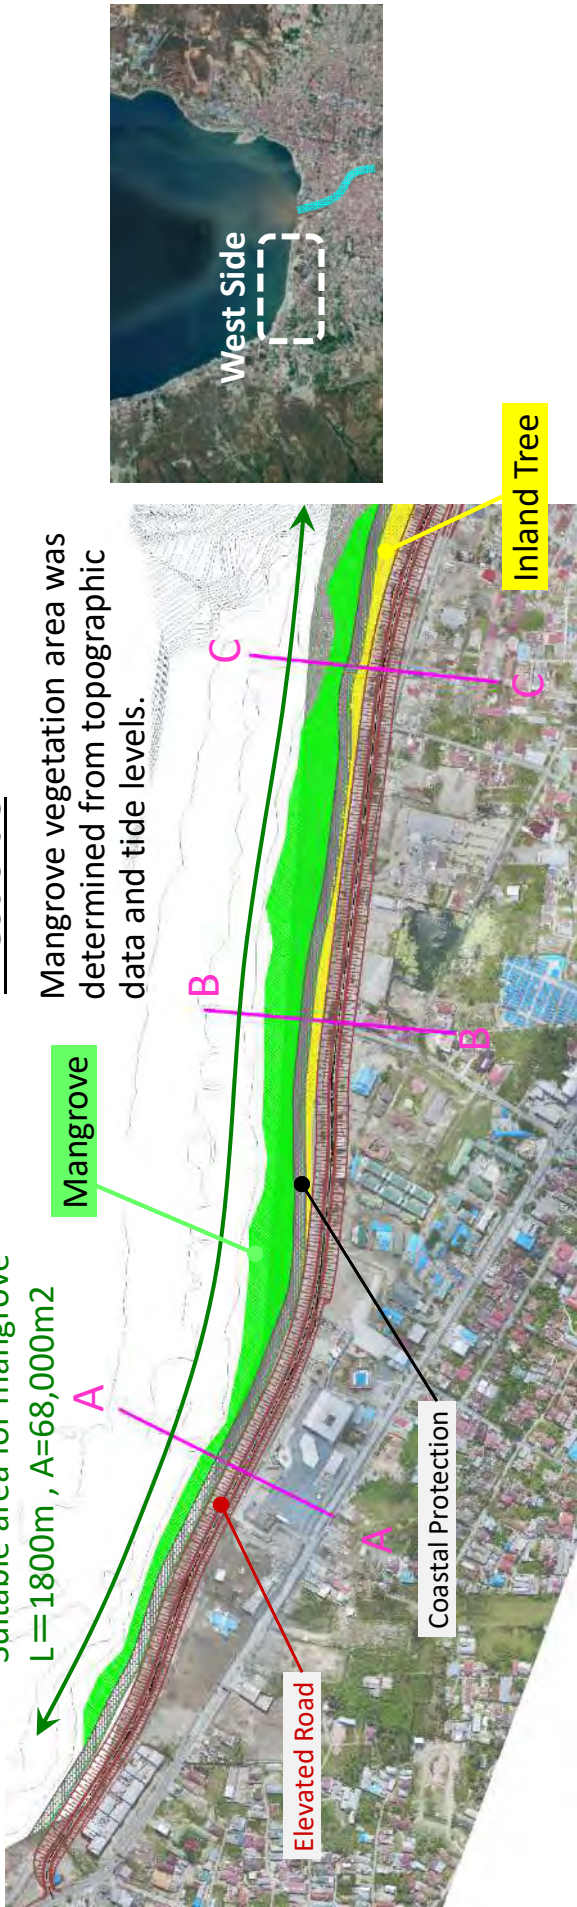 Suitable area for mangrove
L=1800m , A=68,000m2
Mangrove vegetation area was
determined from topographic
data and tide levels.
Mangrove
West Side
A
B
C
Inland Tree
Elevated Road
Coastal Protection
A
B
C